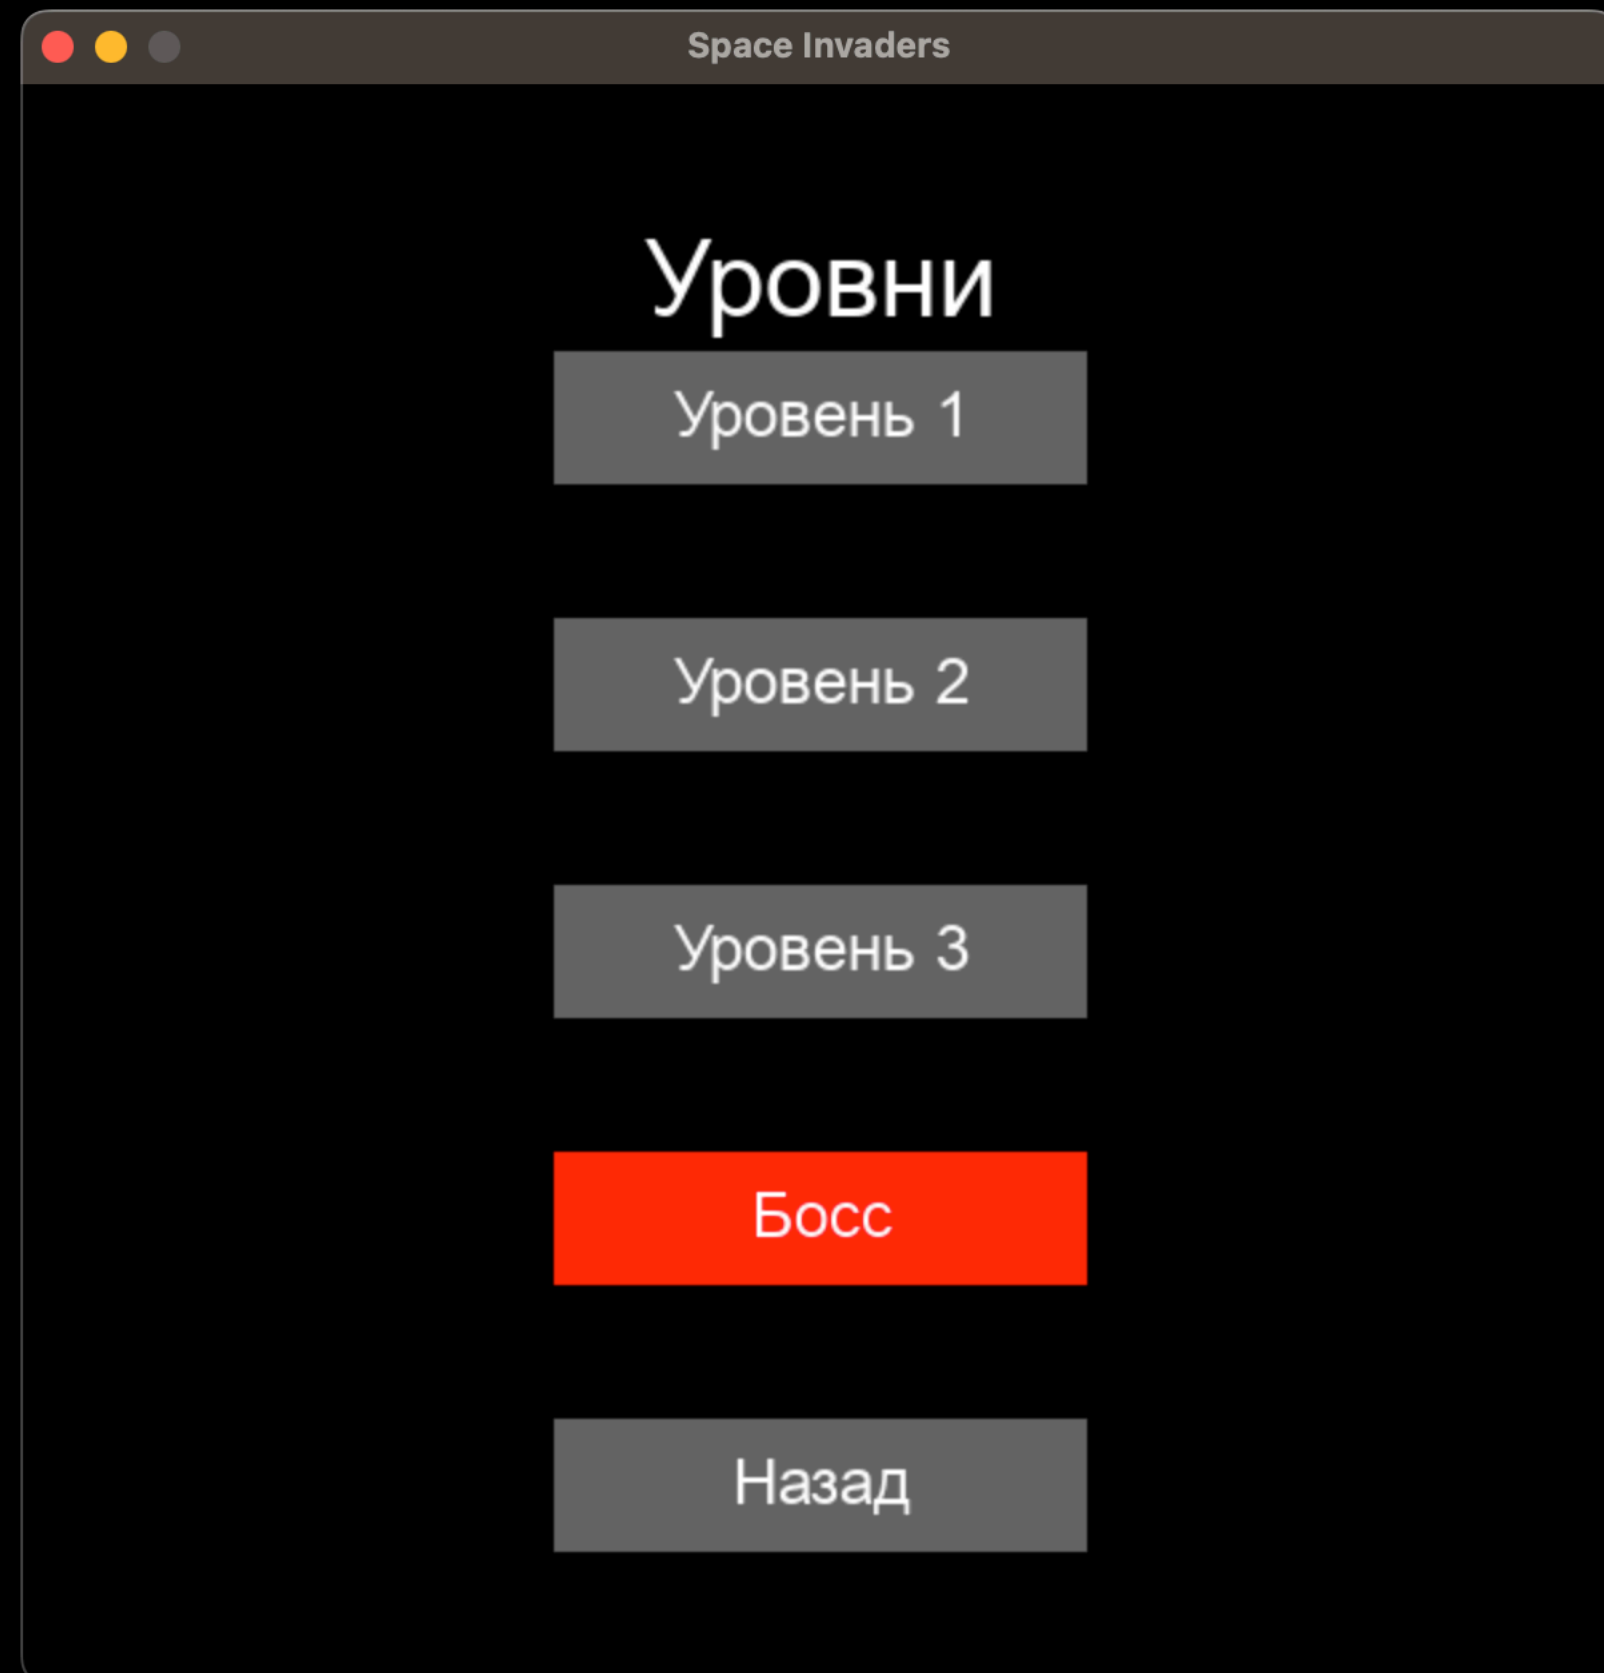 Space Invaders
Уровни
Уровень 1
Уровень 2
Уровень 3
Босс
Назад